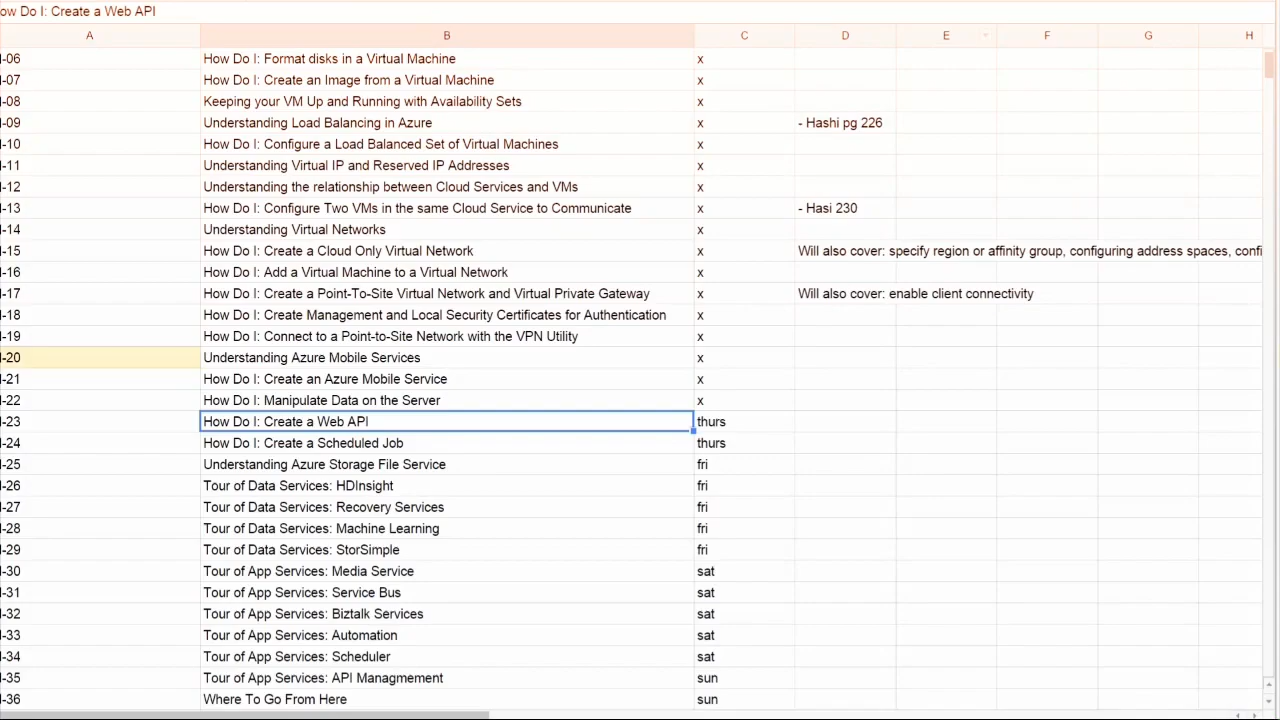 ow Do I: Create a Web API
A B C D E F G H
I-06 How Do I: Format disks in a Virtual Machine x
I-07 How Do I: Create an Image from a Virtual Machine x
I-08 Keeping your VM Up and Running with Availability Sets x
I-09 Understanding Load Balancing in Azure x - Hashi pg 226
I-10 How Do I: Configure a Load Balanced Set of Virtual Machines x
I-11 Understanding Virtual IP and Reserved IP Addresses x
I-12 Understanding the relationship between Cloud Services and VMs x
I-13 How Do I: Configure Two VMs in the same Cloud Service to Communicate x - Hasi 230
I-14 Understanding Virtual Networks x
I-15 How Do I: Create a Cloud Only Virtual Network x Will also cover: specify region or affinity group, configuring address spaces, confi
I-16 How Do I: Add a Virtual Machine to a Virtual Network x
I-17 How Do I: Create a Point-To-Site Virtual Network and Virtual Private Gateway x Will also cover: enable client connectivity
I-18 How Do I: Create Management and Local Security Certificates for Authentication x
I-19 How Do I: Connect to a Point-to-Site Network with the VPN Utility x
I-20 Understanding Azure Mobile Services x
I-21 How Do I: Create an Azure Mobile Service x
I-22 How Do I: Manipulate Data on the Server x
I-23 How Do I: Create a Web API thurs
I-24 How Do I: Create a Scheduled Job thurs
I-25 Understanding Azure Storage File Service fri
I-26 Tour of Data Services: HDInsight fri
I-27 Tour of Data Services: Recovery Services fri
I-28 Tour of Data Services: Machine Learning fri
I-29 Tour of Data Services: StorSimple fri
I-30 Tour of App Services: Media Service sat
I-31 Tour of App Services: Service Bus sat
I-32 Tour of App Services: Biztalk Services sat
I-33 Tour of App Services: Automation sat
I-34 Tour of App Services: Scheduler sat
I-35 Tour of App Services: API Managmement sun
I-36 Where To Go From Here sun